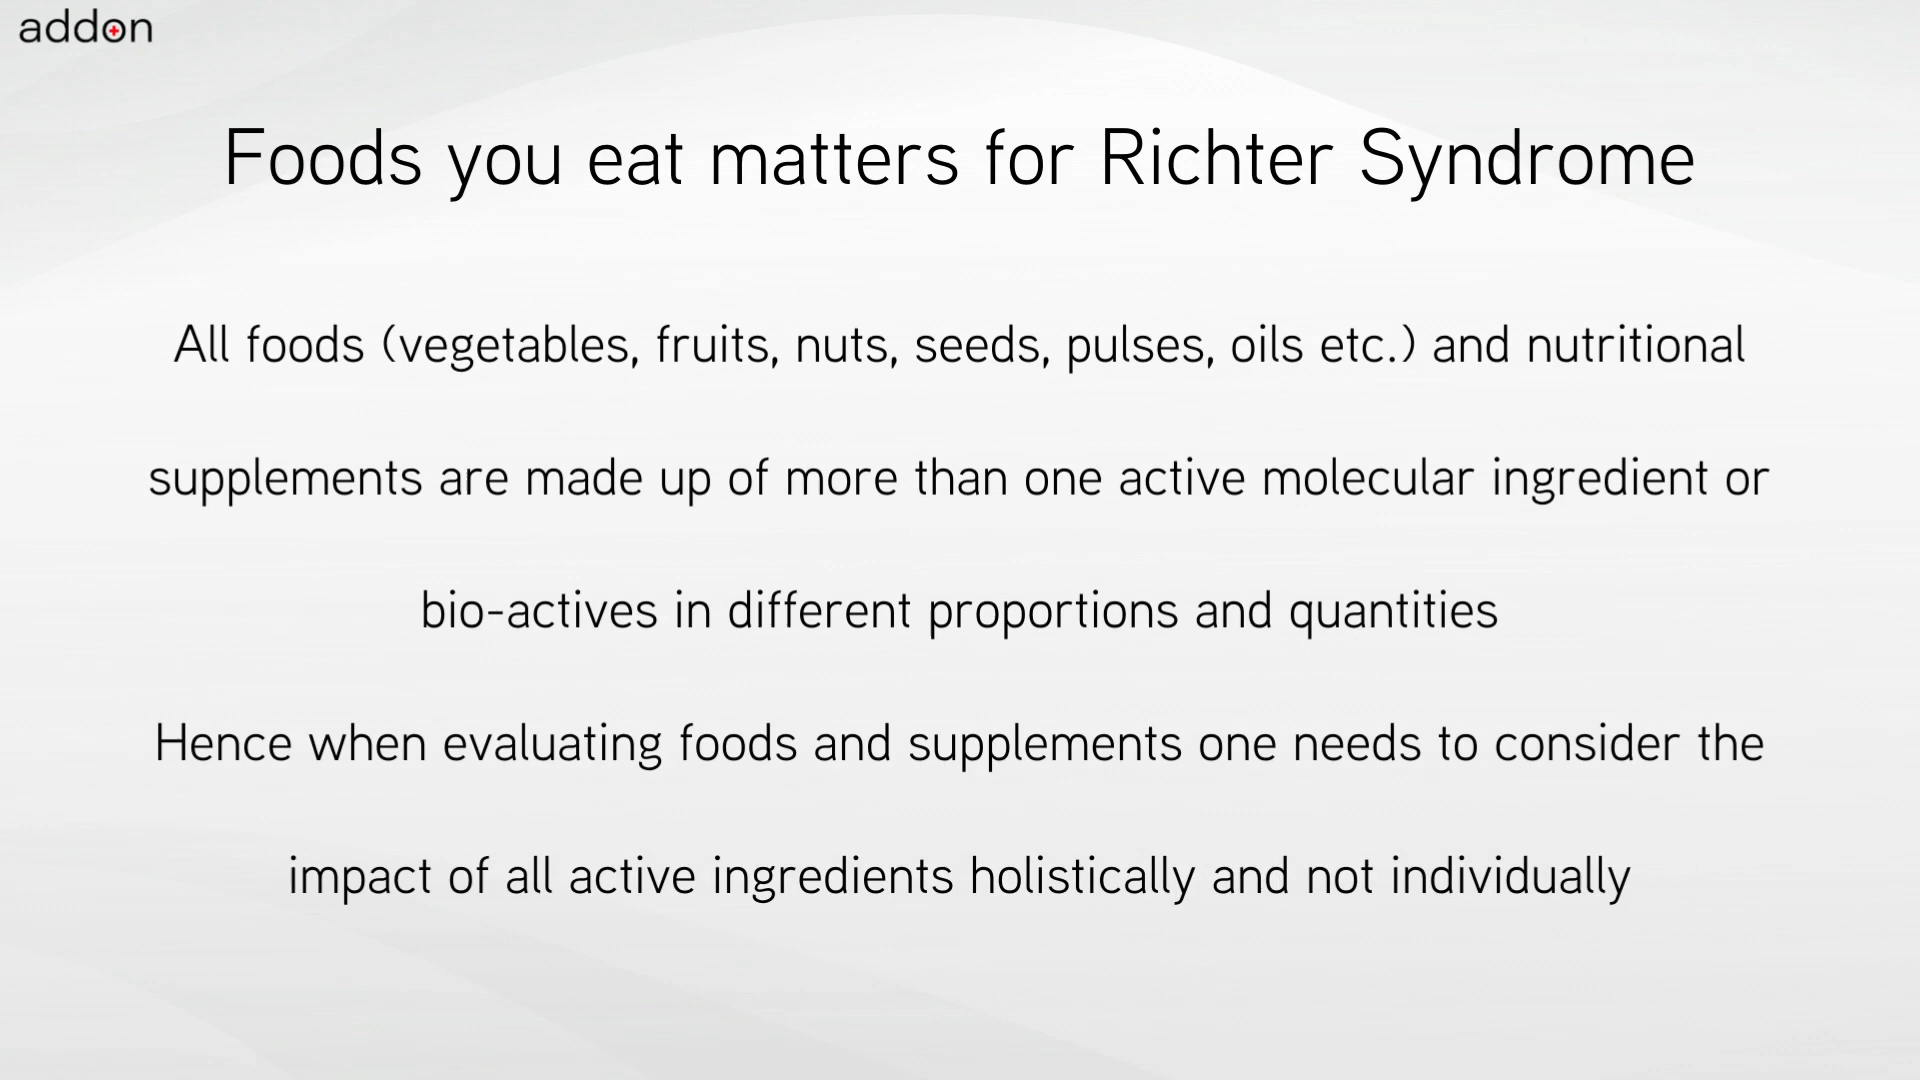 addon
Foods you eat matters for Richter Syndrome
All foods (vegetables, fruits, nuts, seeds, pulses, oils etc.) and nutritional
supplements are made up of more than one active molecular ingredient or
bio-actives in different proportions and quantities
Hence when evaluating foods and supplements one needs to consider the
impact of all active ingredients holistically and not individually